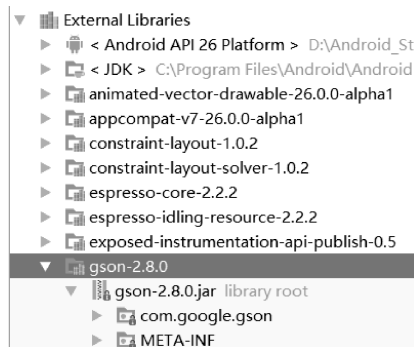 External Libraries
< Android API 26 Platform > D:\Android_St
< JDK > C:\Program Files\Android\Android
animated-vector-drawable-26.0.0-alpha1
appcompat-v7-26.0.0-alpha1
constraint-layout-1.0.2
constraint-layout-solver-1.0.2
espresso-core-2.2.2
espresso-idling-resource-2.2.2
exposed-instrumentation-api-publish-0.5
gson-2.8.0
gson-2.8.0.jar library root
com.google.gson
META-INF